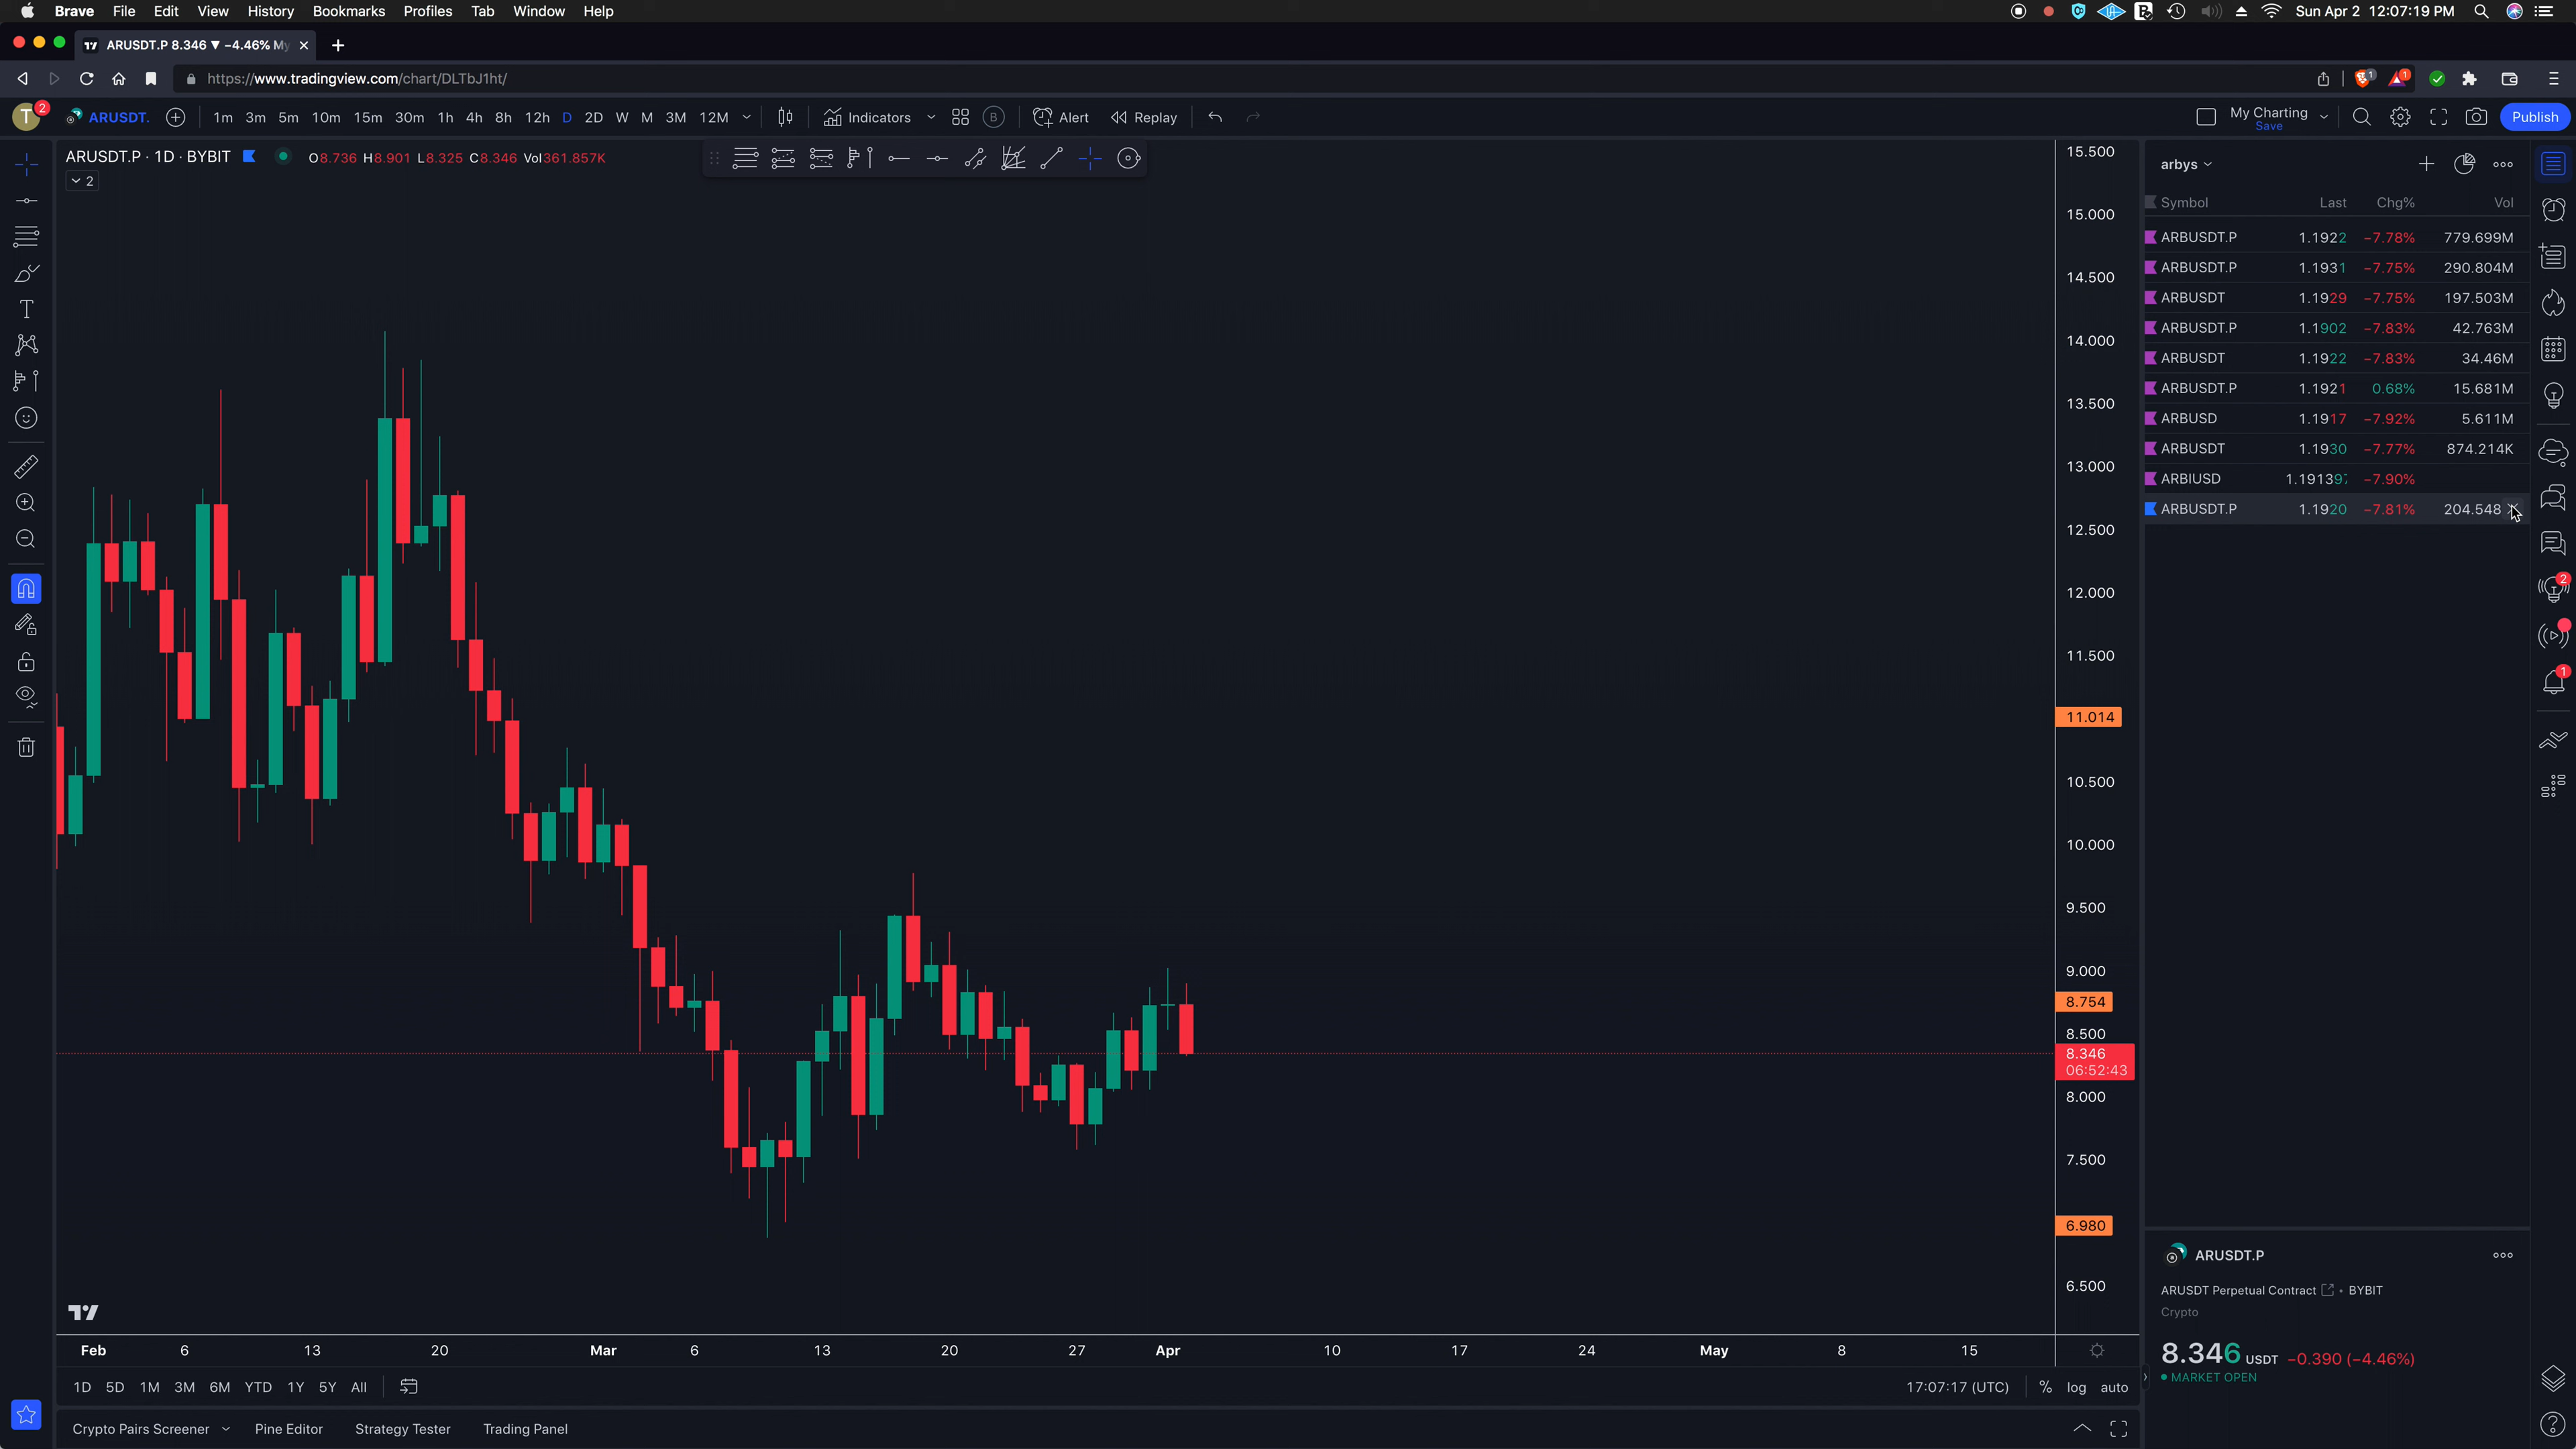 Brave File Edit View History Bookmarks Profiles Tab Window Help
Sun Apr 2 12:07:19 PM
ARUSDT.P 8.346 ▼ −4.46% My
https://www.tradingview.com/chart/DLTbJ1ht/
1 1
T 2 ARUSDT. 1m 3m 5m 10m 15m 30m 1h 4h 8h 12h D 2D W M 3M 12M Indicators B Alert Replay
My Charting
Save
Publish
ARUSDT.P · 1D · BYBIT O8.736 H8.901 L8.325 C8.346 Vol361.857K
2
arbys
Symbol Last Chg% Vol
ARBUSDT.P 1.1922 −7.78% 779.699M
ARBUSDT.P 1.1931 −7.75% 290.804M
ARBUSDT 1.1929 −7.75% 197.503M
ARBUSDT.P 1.1902 −7.83% 42.763M
ARBUSDT 1.1922 −7.83% 34.46M
ARBUSDT.P 1.1921 0.68% 15.681M
ARBUSD 1.1917 −7.92% 5.611M
ARBUSDT 1.1930 −7.77% 874.214K
ARBIUSD 1.191397 −7.90%
ARBUSDT.P 1.1920 −7.81% 204.548
15.500
15.000
14.500
14.000
13.500
13.000
12.500
12.000
11.500
11.014
10.500
10.000
9.500
9.000
8.754
8.500
8.346
06:52:43
8.000
7.500
6.980
6.500
2
1
ARUSDT.P
ARUSDT Perpetual Contract • BYBIT
Crypto
8.346 USDT −0.390 (−4.46%)
MARKET OPEN
Feb 6 13 20 Mar 6 13 20 27 Apr 10 17 24 May 8 15
1D 5D 1M 3M 6M YTD 1Y 5Y All
17:07:17 (UTC) % log auto
Crypto Pairs Screener Pine Editor Strategy Tester Trading Panel